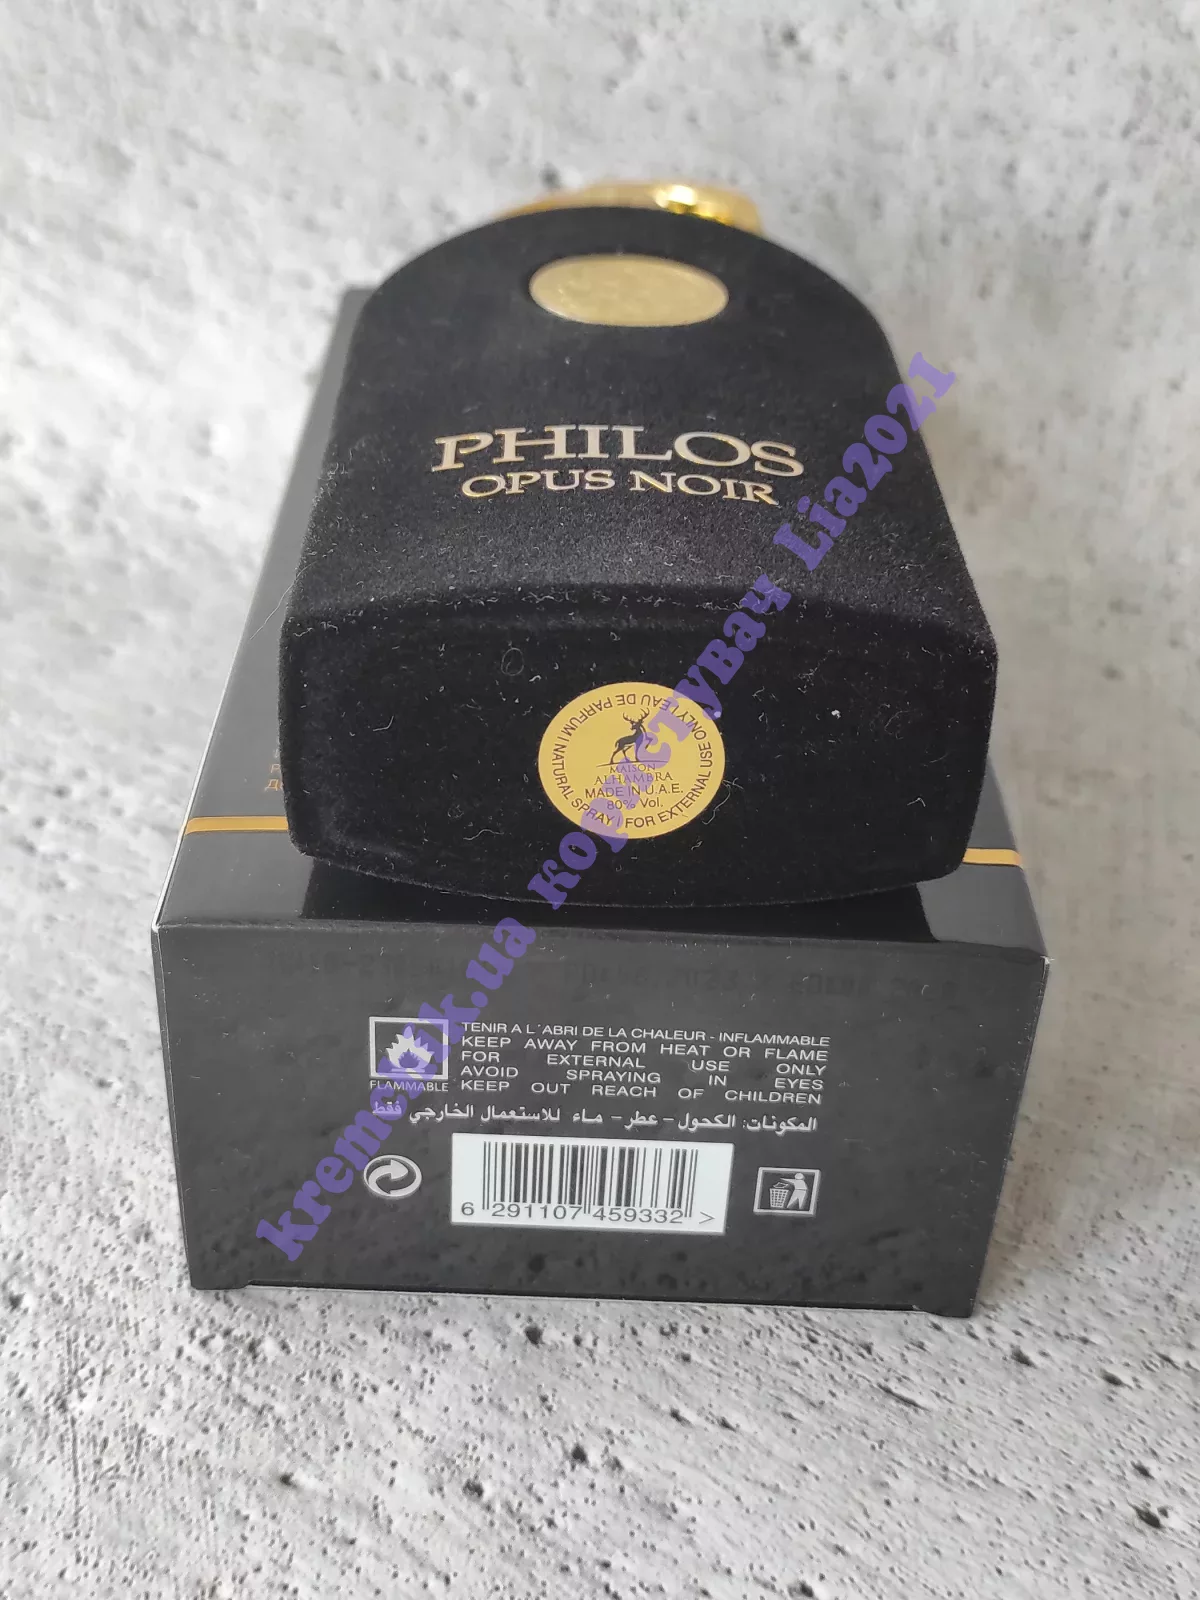 PHILOS
OPUS NOIR
EAU DE PARFUM | NATURAL SPRAY | FOR EXTERNAL USE ONLY |
MAISON
ALHAMBRA
MADE IN U.A.E.
80% Vol.
TENIR A L´ABRI DE LA CHALEUR - INFLAMMABLE
KEEP AWAY FROM HEAT OR FLAME
FOR EXTERNAL USE ONLY
AVOID SPRAYING IN EYES
KEEP OUT REACH OF CHILDREN
FLAMMABLE
المكونات: الكحول - عطر - ماء للاستعمال الخارجي فقط
6 291107 459332 >
kremchik.ua користувач Lia2021